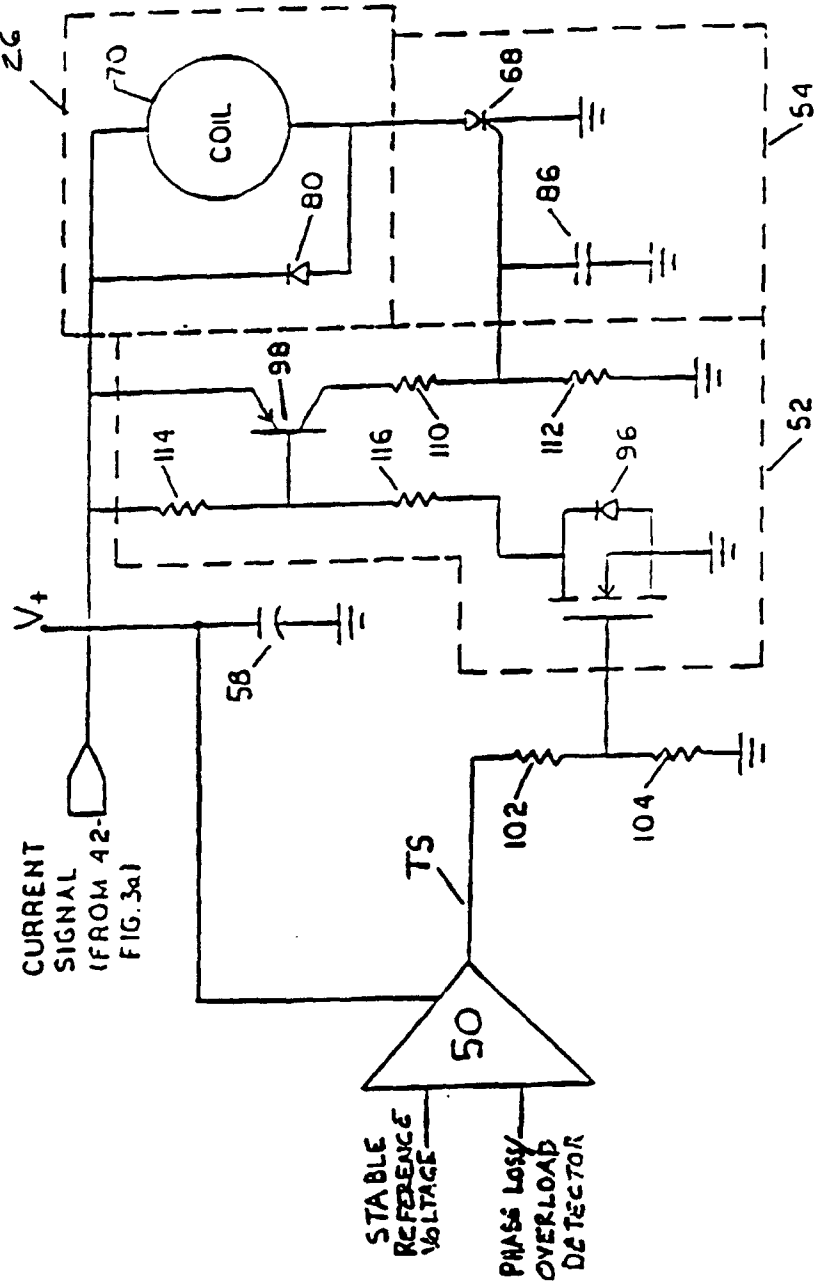 CURRENT
SIGNAL
(FROM 42-
FIG. 3a)
V+
26
70
COIL
80
98
114
116
110
112
68
86
54
52
96
58
50
TS
102
104
STABLE
REFERENCE
VOLTAGE
PHASE LOSS/
OVERLOAD
DETECTOR